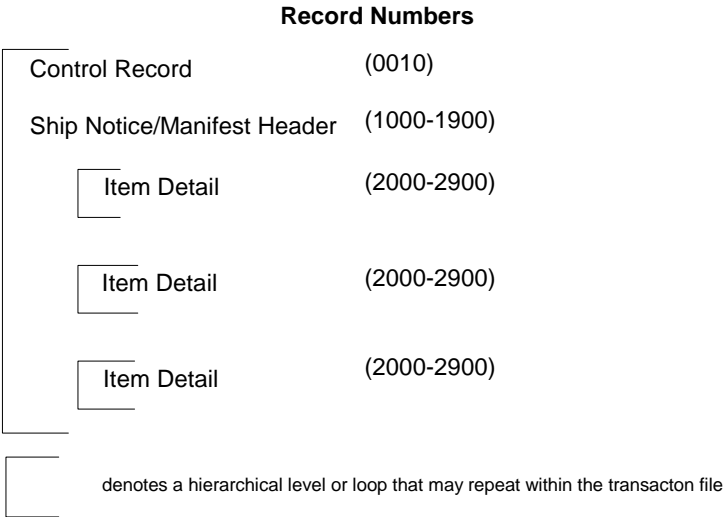 Record Numbers
Control Record (0010)
Ship Notice/Manifest Header (1000-1900)
Item Detail (2000-2900)
Item Detail (2000-2900)
Item Detail (2000-2900)
denotes a hierarchical level or loop that may repeat within the transacton file